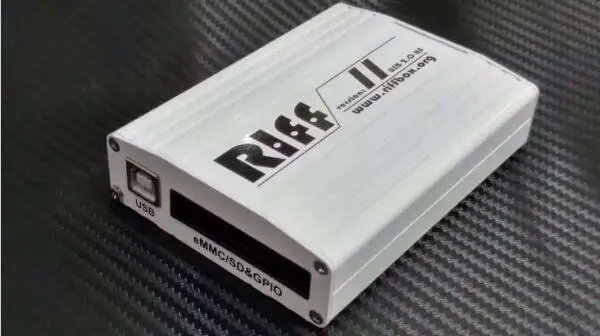 RIFF II
version:
USB 2.0 HS
www.riffbox.org
USB
eMMC/SD&GPIO